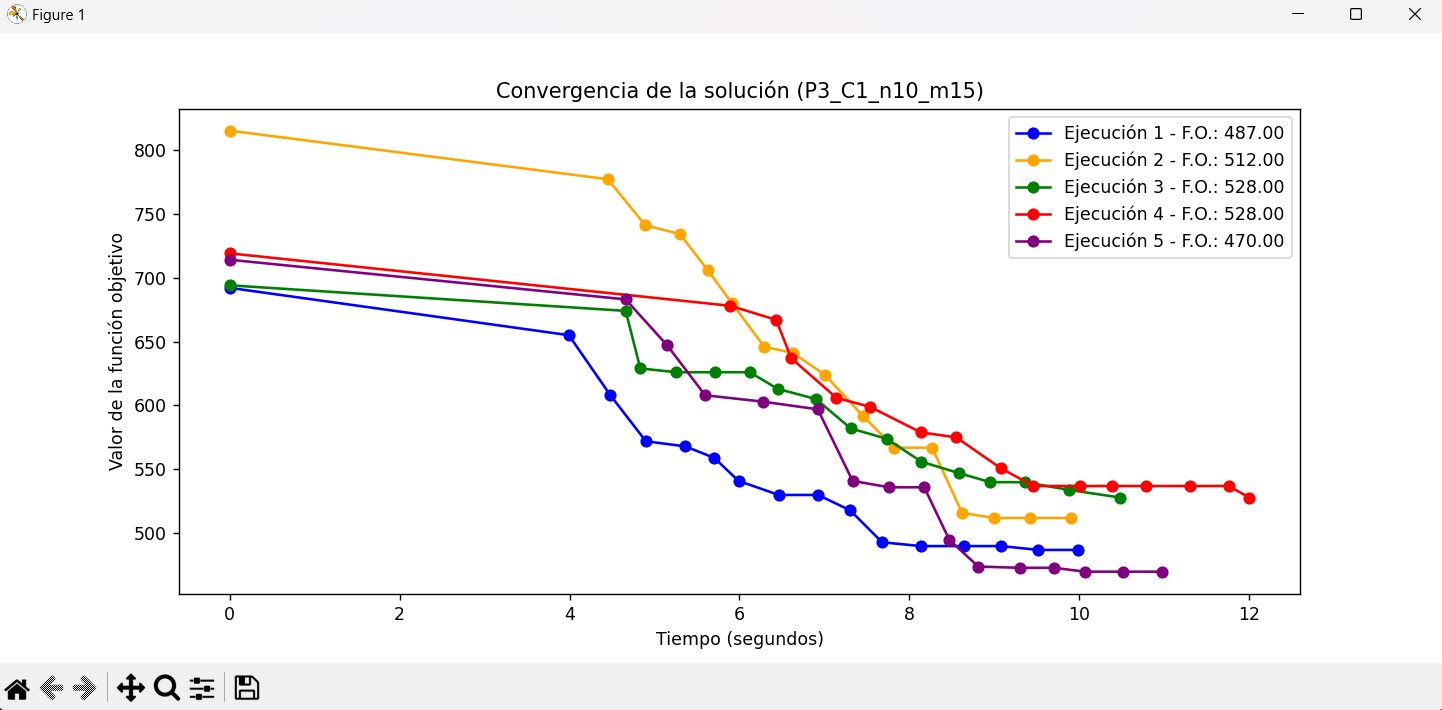 Figure 1
Convergencia de la solución (P3_C1_n10_m15)
Ejecución 1 - F.O.: 487.00
Ejecución 2 - F.O.: 512.00
Ejecución 3 - F.O.: 528.00
Ejecución 4 - F.O.: 528.00
Ejecución 5 - F.O.: 470.00
Valor de la función objetivo
800
750
700
650
600
550
500
0 2 4 6 8 10 12
Tiempo (segundos)